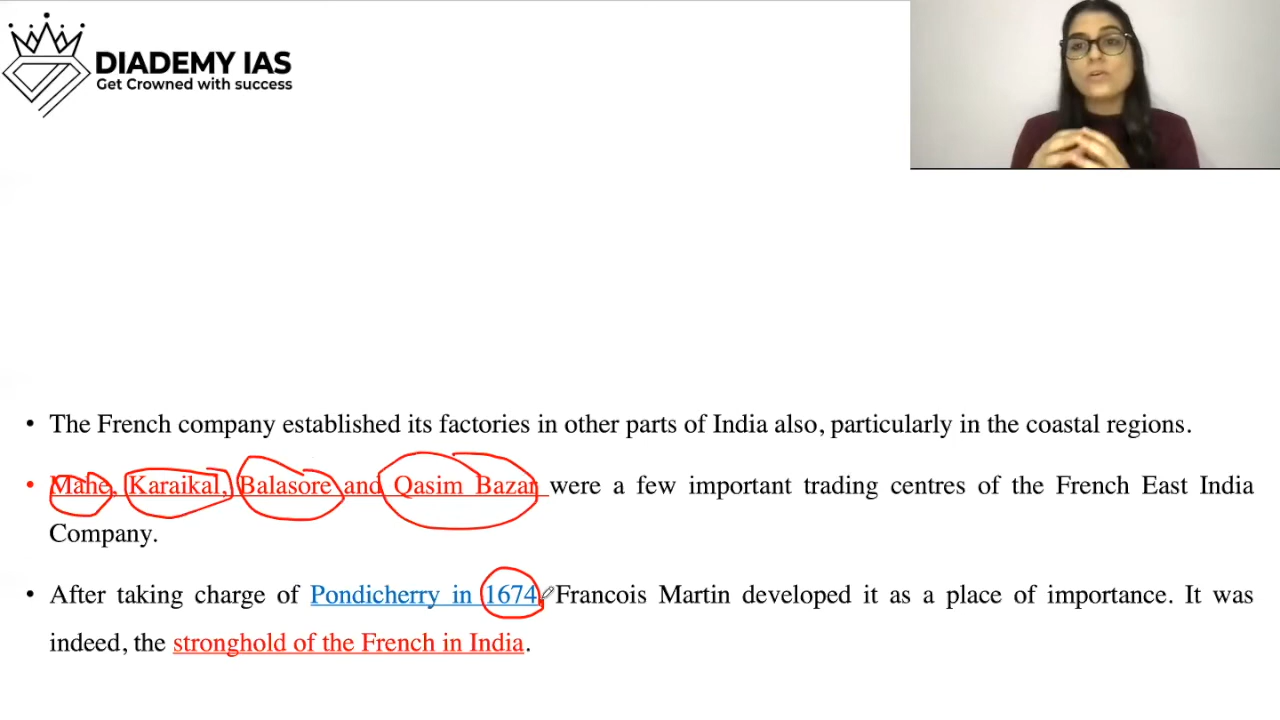 DIADEMY IAS
Get Crowned with success
• The French company established its factories in other parts of India also, particularly in the coastal regions.
• Mahe, Karaikal, Balasore and Qasim Bazar were a few important trading centres of the French East India
Company.
• After taking charge of Pondicherry in 1674, Francois Martin developed it as a place of importance. It was
indeed, the stronghold of the French in India.